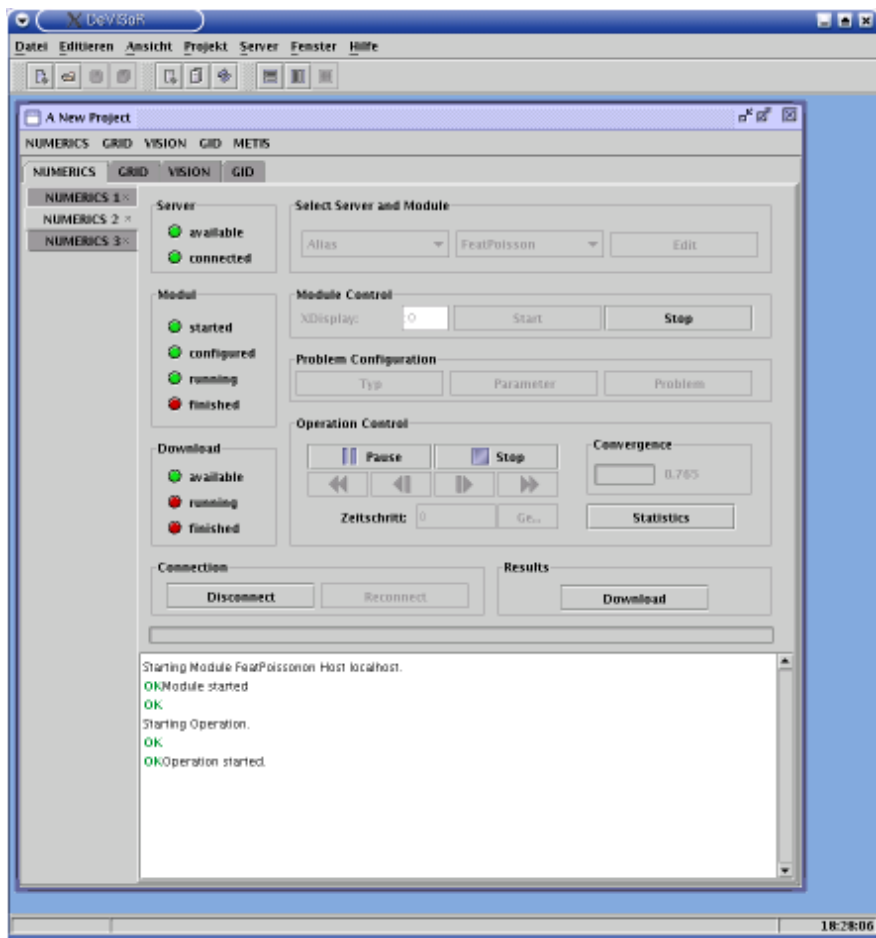 DeViSoR
Datei Editieren Ansicht Projekt Server Fenster Hilfe
A New Project
NUMERICS GRID VISION GID METIS
NUMERICS GRID VISION GID
NUMERICS 1
NUMERICS 2
NUMERICS 3
Server
available
connected
Select Server and Module
Alias FeatPoisson Edit
Modul
started
configured
running
finished
Module Control
XDisplay: :0 Start Stop
Problem Configuration
Typ Parameter Problem
Download
available
running
finished
Operation Control
Pause Stop
Zeitschritt: 0 Ge...
Convergence
0.765
Statistics
Connection
Disconnect Reconnect
Results
Download
Starting Module FeatPoissonon Host localhost.
OKModule started
OK
Starting Operation.
OK
OKOperation started.
18:28:06